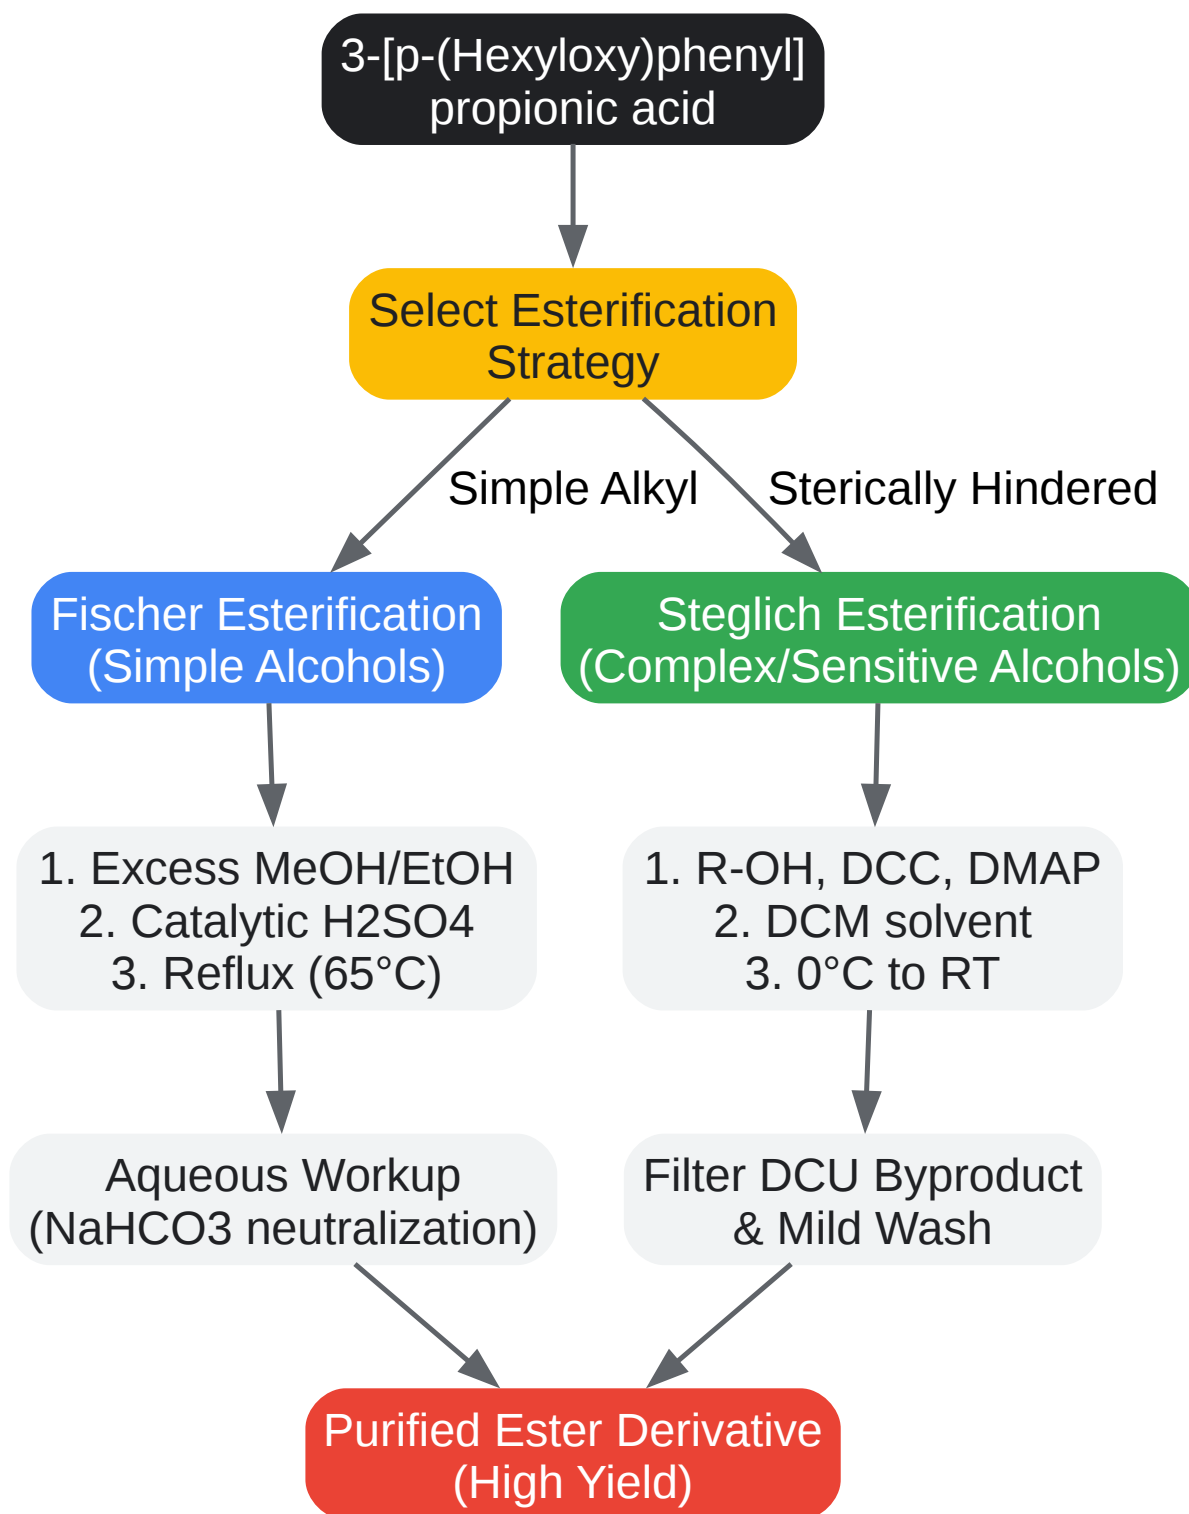 3-[p-(Hexyloxy)phenyl]
propionic acid
Select Esterification
Strategy
Simple Alkyl
Sterically Hindered
Fischer Esterification
(Simple Alcohols)
Steglich Esterification
(Complex/Sensitive Alcohols)
1. Excess MeOH/EtOH
2. Catalytic H2SO4
3. Reflux (65°C)
1. R-OH, DCC, DMAP
2. DCM solvent
3. 0°C to RT
Aqueous Workup
(NaHCO3 neutralization)
Filter DCU Byproduct
& Mild Wash
Purified Ester Derivative
(High Yield)